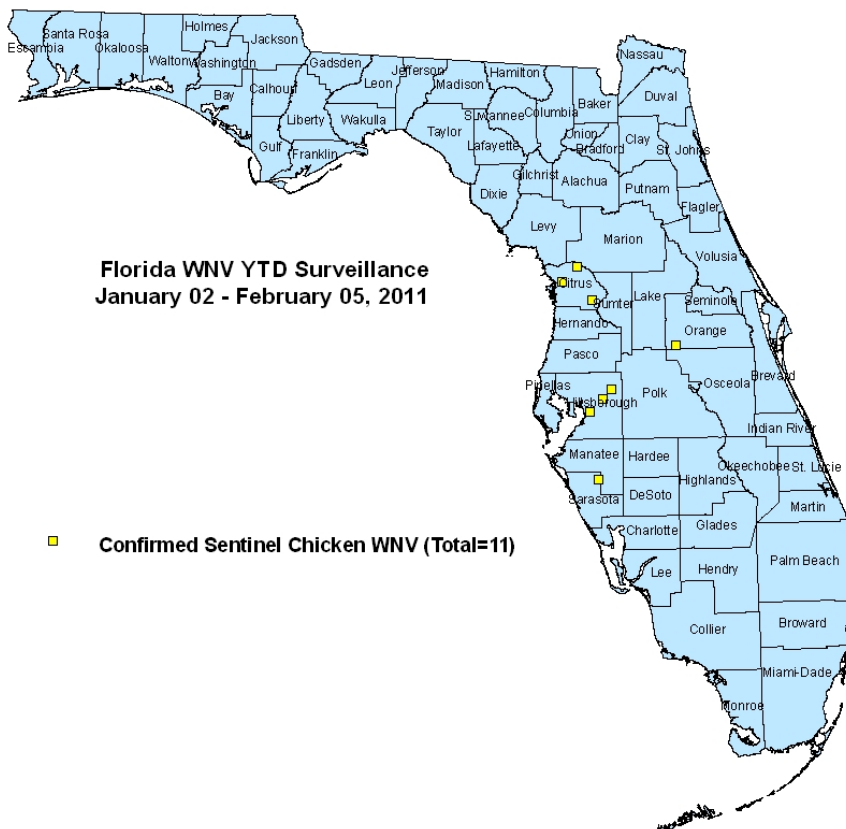 Holmes
Santa Rosa
Jackson
Escambia
Okaloosa
Walton
Washington
Gadsden
Jefferson
Hamilton
Nassau
Leon
Madison
Bay
Calhoun
Liberty
Wakulla
Suwannee
Columbia
Baker
Duval
Taylor
Union
Bradford
Clay
St. Johns
Gulf
Franklin
Lafayette
Gilchrist
Alachua
Putnam
Dixie
Flagler
Levy
Marion
Volusia
Florida WNV YTD Surveillance
January 02 - February 05, 2011
Citrus
Sumter
Lake
Seminole
Hernando
Orange
Pasco
Brevard
Pinellas
Polk
Osceola
Hillsborough
Indian River
Manatee
Hardee
Okeechobee
St. Lucie
Highlands
Sarasota
DeSoto
Martin
Charlotte
Glades
Confirmed Sentinel Chicken WNV (Total=11)
Lee
Hendry
Palm Beach
Collier
Broward
Miami-Dade
Monroe